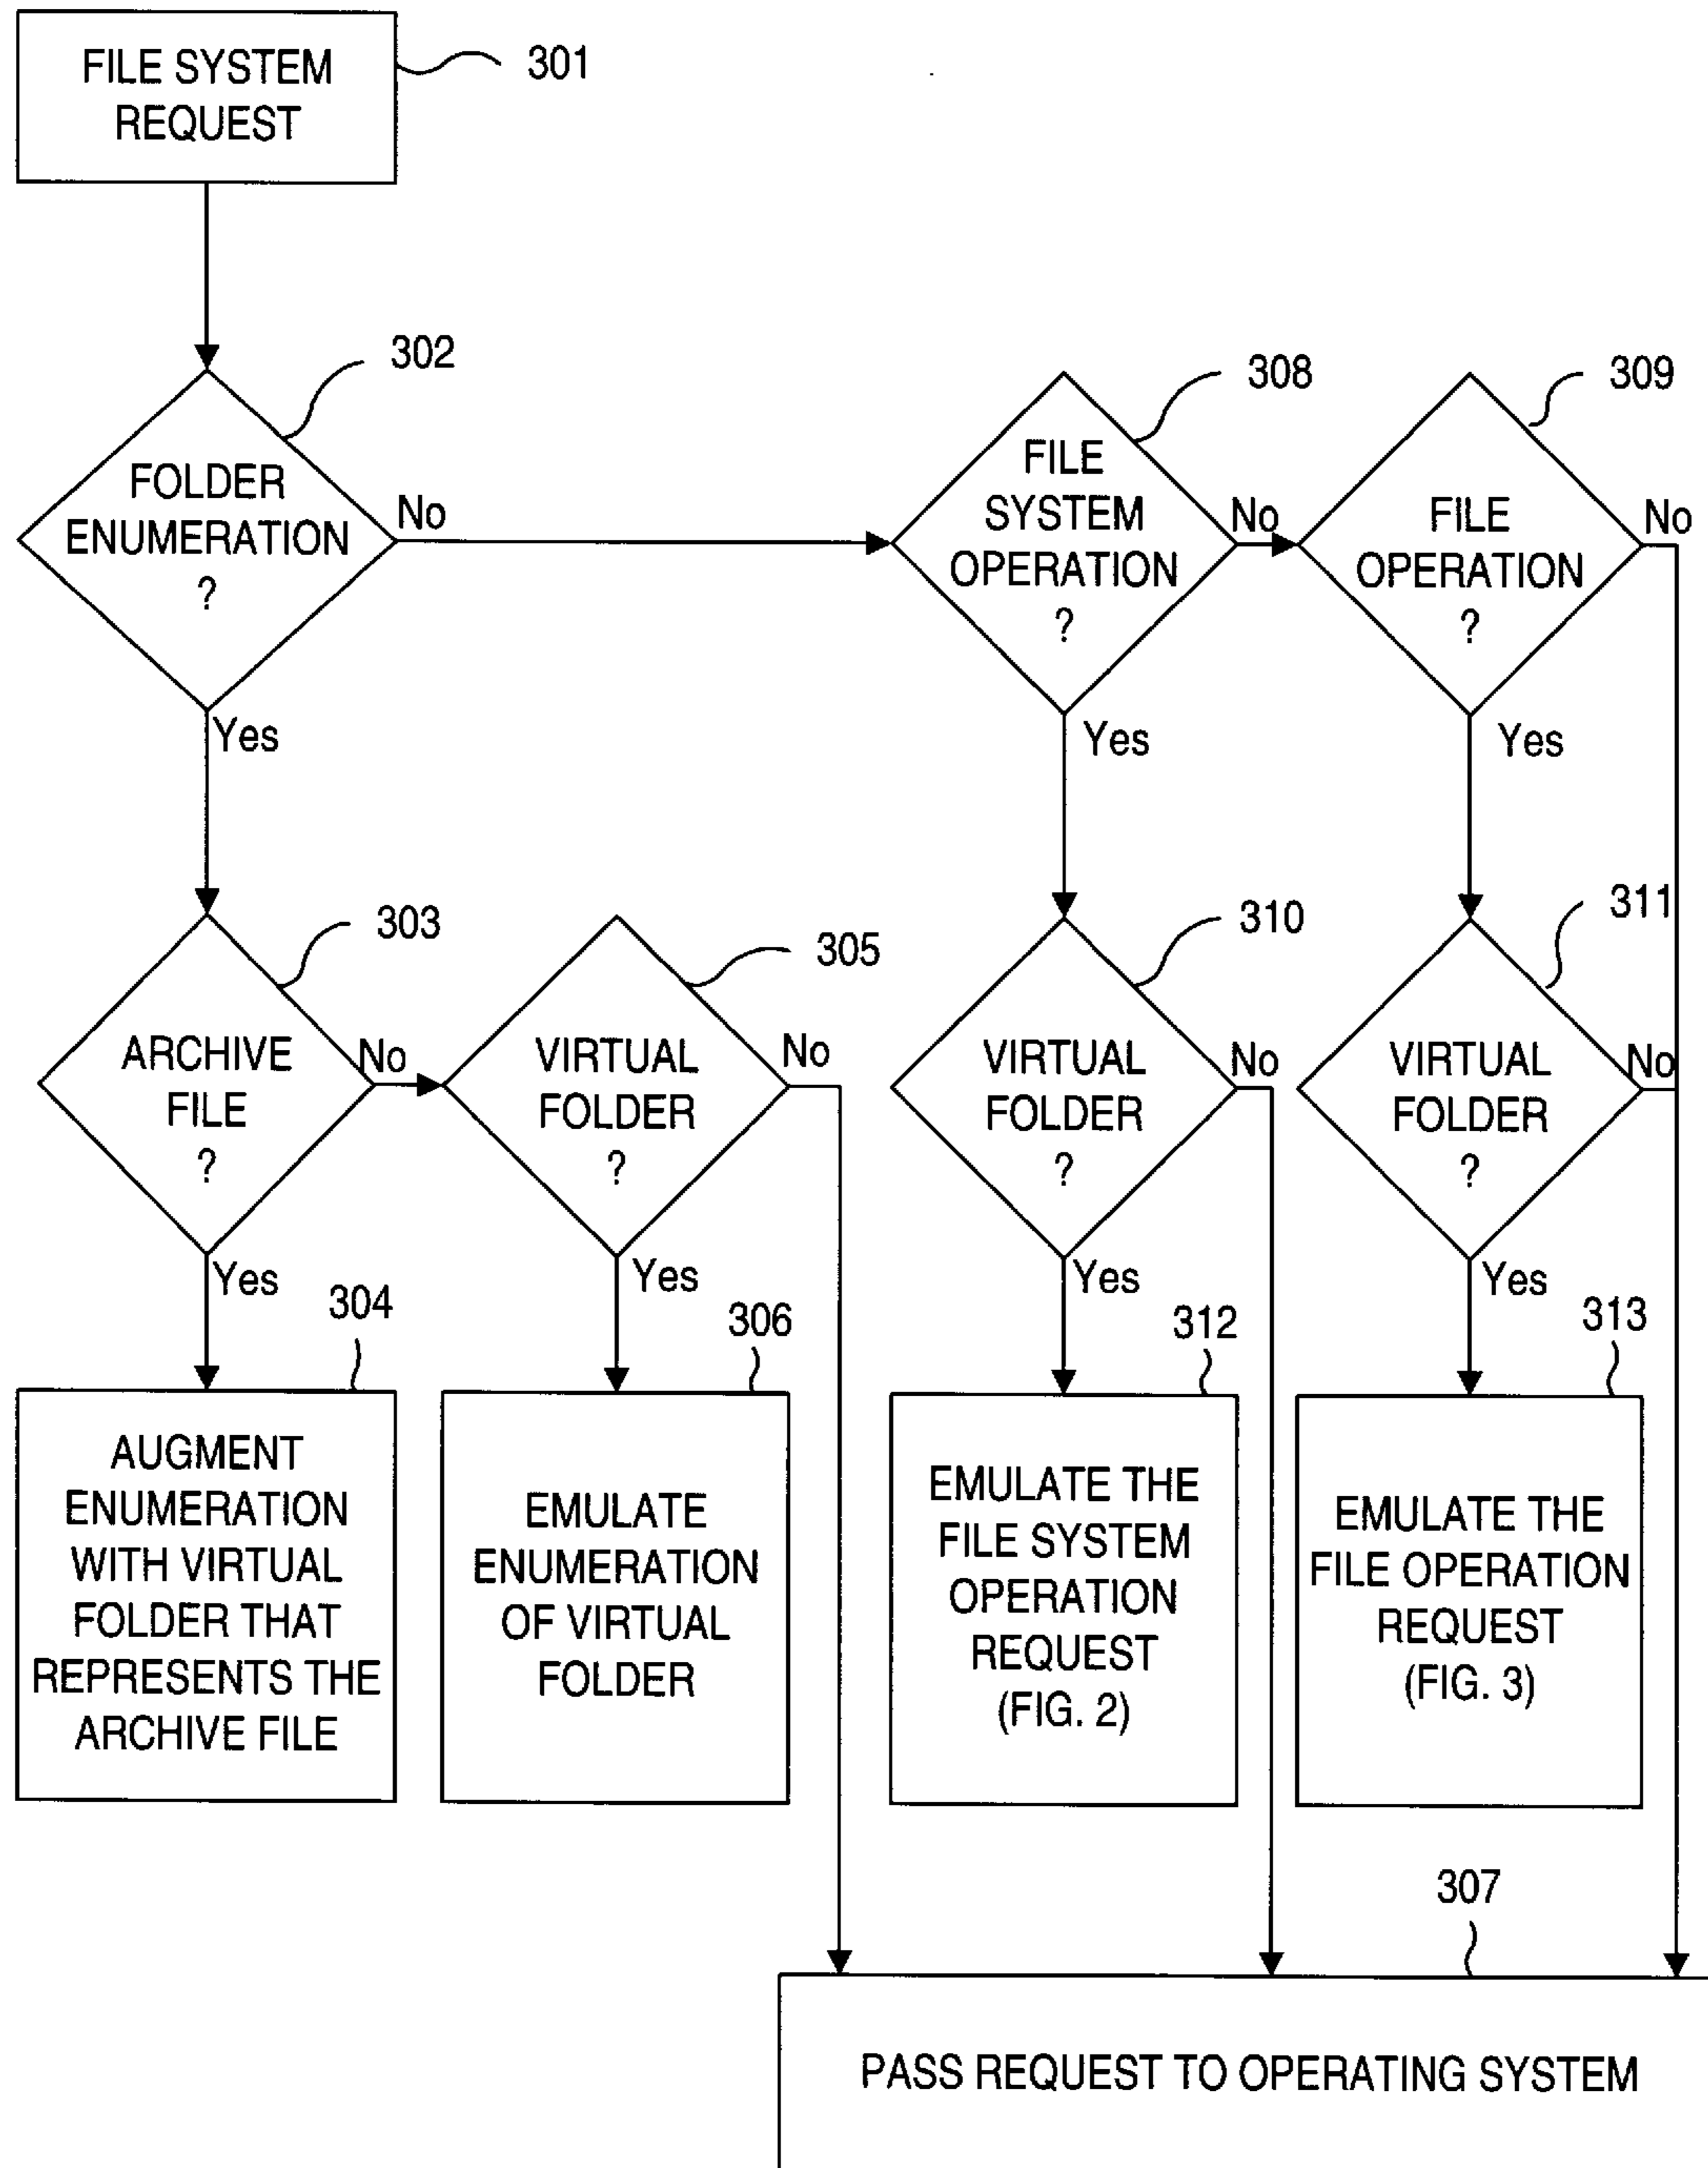 FILE SYSTEM
REQUEST
301
302
FOLDER
ENUMERATION
?
No
Yes
308
FILE
SYSTEM
OPERATION
?
No
Yes
309
FILE
OPERATION
?
No
Yes
303
ARCHIVE
FILE
?
No
Yes
305
VIRTUAL
FOLDER
?
No
Yes
310
VIRTUAL
FOLDER
?
No
Yes
311
VIRTUAL
FOLDER
?
No
Yes
304
AUGMENT
ENUMERATION
WITH VIRTUAL
FOLDER THAT
REPRESENTS THE
ARCHIVE FILE
306
EMULATE
ENUMERATION
OF VIRTUAL
FOLDER
312
EMULATE THE
FILE SYSTEM
OPERATION
REQUEST
(FIG. 2)
313
EMULATE THE
FILE OPERATION
REQUEST
(FIG. 3)
307
PASS REQUEST TO OPERATING SYSTEM